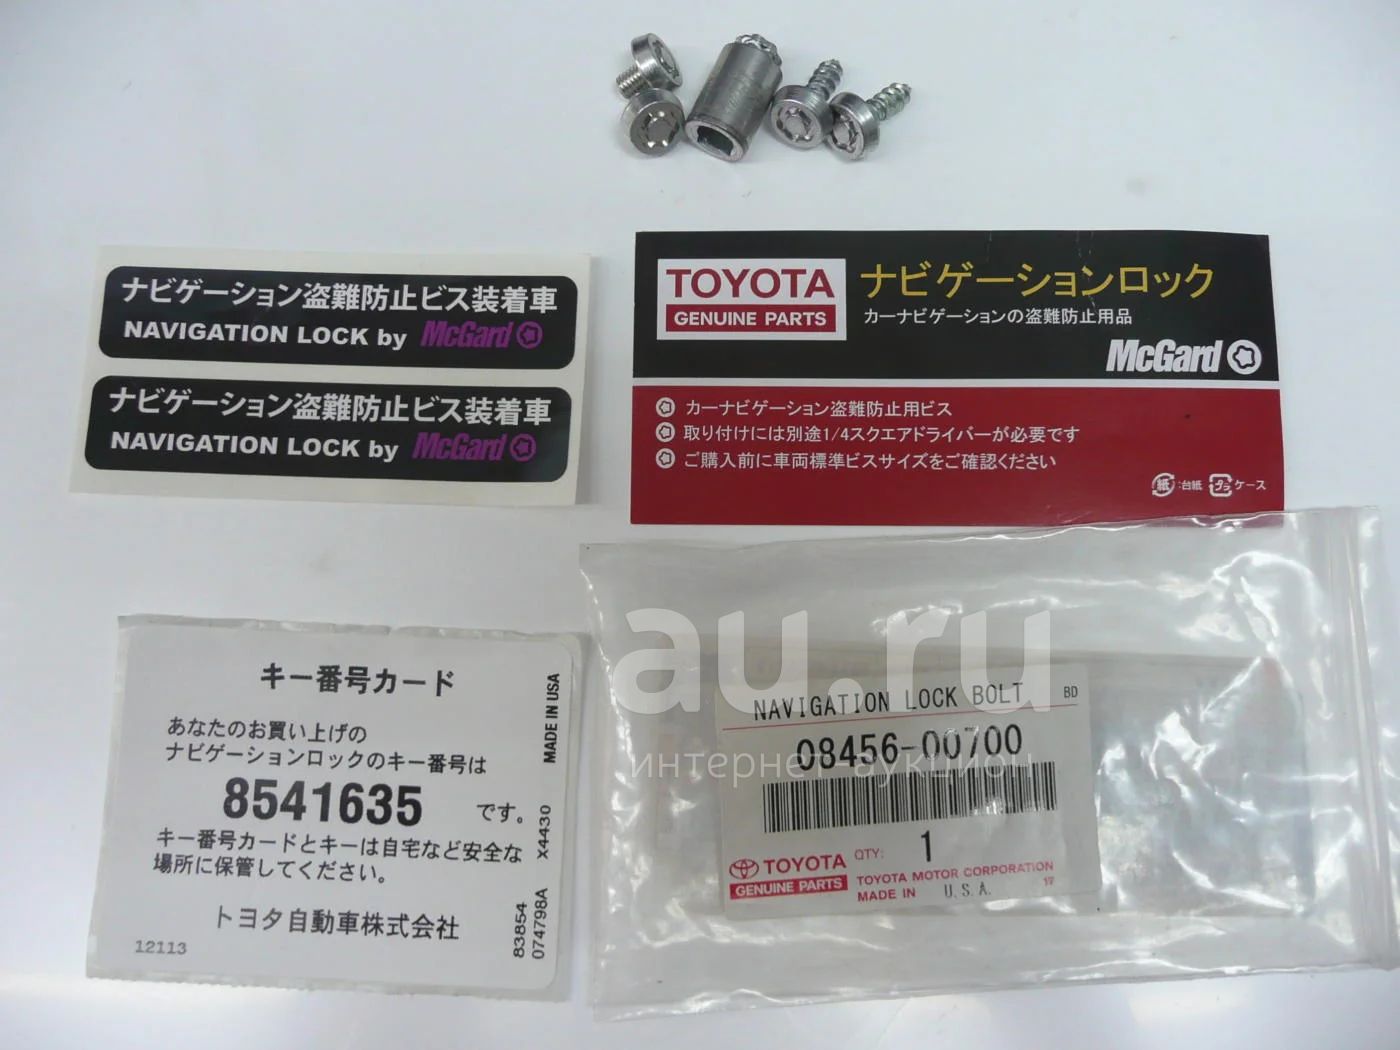 ナビゲーション盗難防止ビス装着車
NAVIGATION LOCK by McGard
ナビゲーション盗難防止ビス装着車
NAVIGATION LOCK by McGard
TOYOTA
GENUINE PARTS
ナビゲーションロック
カーナビゲーションの盗難防止用品
McGard
カーナビゲーション盗難防止用ビス
取り付けには別途1/4スクエアドライバーが必要です
ご購入前に車両標準ビスサイズをご確認ください
紙:台紙 プラ ケース
キー番号カード
あなたのお買い上げの
ナビゲーションロックのキー番号は
8541635 です。
キー番号カードとキーは自宅など安全な
場所に保管してください。
トヨタ自動車株式会社
12113
MADE IN USA
83854 X4430
074798A
au.ru
интернет-аукцион
NAVIGATION LOCK BOLT BD
08456-00700
TOYOTA
GENUINE PARTS
QTY: 1
TOYOTA MOTOR CORPORATION
MADE IN U.S.A.